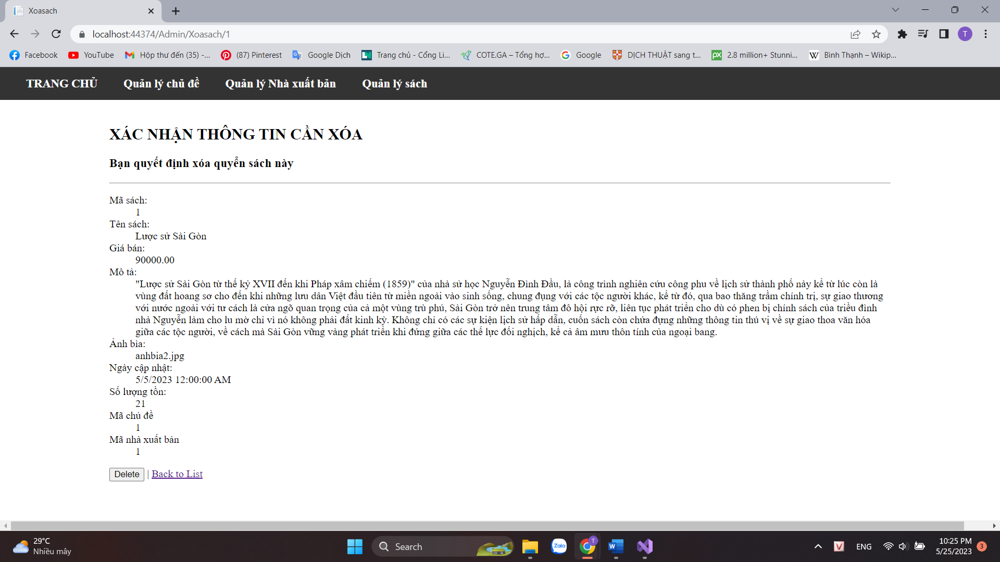 Xoasach
localhost:44374/Admin/Xoasach/1
T
Facebook
YouTube
Hộp thư đến (35) -...
(87) Pinterest
Google Dịch
Trang chủ - Cổng Li...
COTE.GA – Tổng hợ...
Google
DỊCH THUẬT sang t...
2.8 million+ Stunni...
Bình Thạnh – Wikip...
TRANG CHỦ
Quản lý chủ đề
Quản lý Nhà xuất bản
Quản lý sách
XÁC NHẬN THÔNG TIN CẦN XÓA
Bạn quyết định xóa quyển sách này
Mã sách:
1
Tên sách:
Lược sử Sài Gòn
Giá bán:
90000.00
Mô tả:
"Lược sử Sài Gòn từ thế kỷ XVII đến khi Pháp xâm chiếm (1859)" của nhà sử học Nguyễn Đình Đầu, là công trình nghiên cứu công phu về lịch sử thành phố này kể từ lúc còn là
vùng đất hoang sơ cho đến khi những lưu dân Việt đầu tiên từ miền ngoài vào sinh sống, chung đụng với các tộc người khác, kể từ đó, qua bao thăng trầm chính trị, sự giao thương
với nước ngoài với tư cách là cửa ngõ quan trọng của cả một vùng trù phú, Sài Gòn trở nên trung tâm đô hội rực rỡ, liên tục phát triển cho dù có phen bị chính sách của triều đình
nhà Nguyễn làm cho lu mờ chỉ vì nó không phải đất kinh kỳ. Không chỉ có các sự kiện lịch sử hấp dẫn, cuốn sách còn chứa đựng những thông tin thú vị về sự giao thoa văn hóa
giữa các tộc người, về cách mà Sài Gòn vững vàng phát triển khi đứng giữa các thế lực đối nghịch, kể cả âm mưu thôn tính của ngoại bang.
Ảnh bìa:
anhbia2.jpg
Ngày cập nhật:
5/5/2023 12:00:00 AM
Số lượng tồn:
21
Mã chủ đề
1
Mã nhà xuất bản
1
Delete | Back to List
29°C
Nhiều mây
Search
Zalo
T
W
V
ENG
10:25 PM
5/25/2023
3